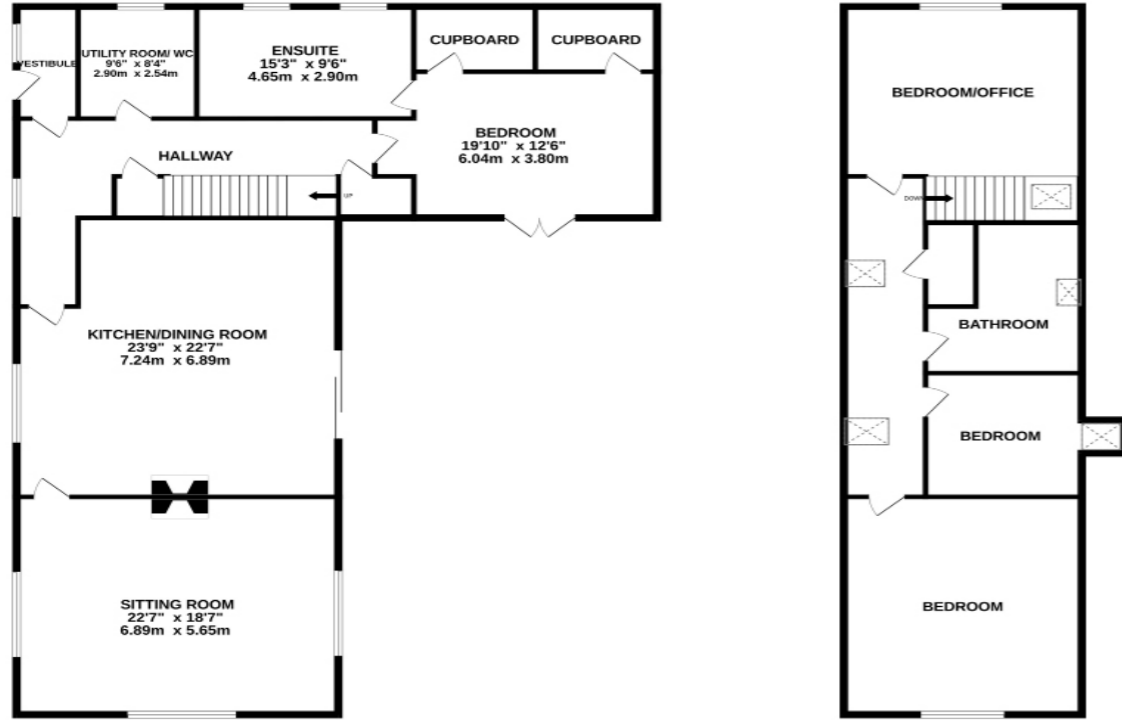 VESTIBULE
UTILITY ROOM/ WC
9'6" x 8'4"
2.90m x 2.54m
ENSUITE
15'3" x 9'6"
4.65m x 2.90m
CUPBOARD
CUPBOARD
BEDROOM
19'10" x 12'6"
6.04m x 3.80m
HALLWAY
UP
KITCHEN/DINING ROOM
23'9" x 22'7"
7.24m x 6.89m
SITTING ROOM
22'7" x 18'7"
6.89m x 5.65m
BEDROOM/OFFICE
DOWN
BATHROOM
BEDROOM
BEDROOM